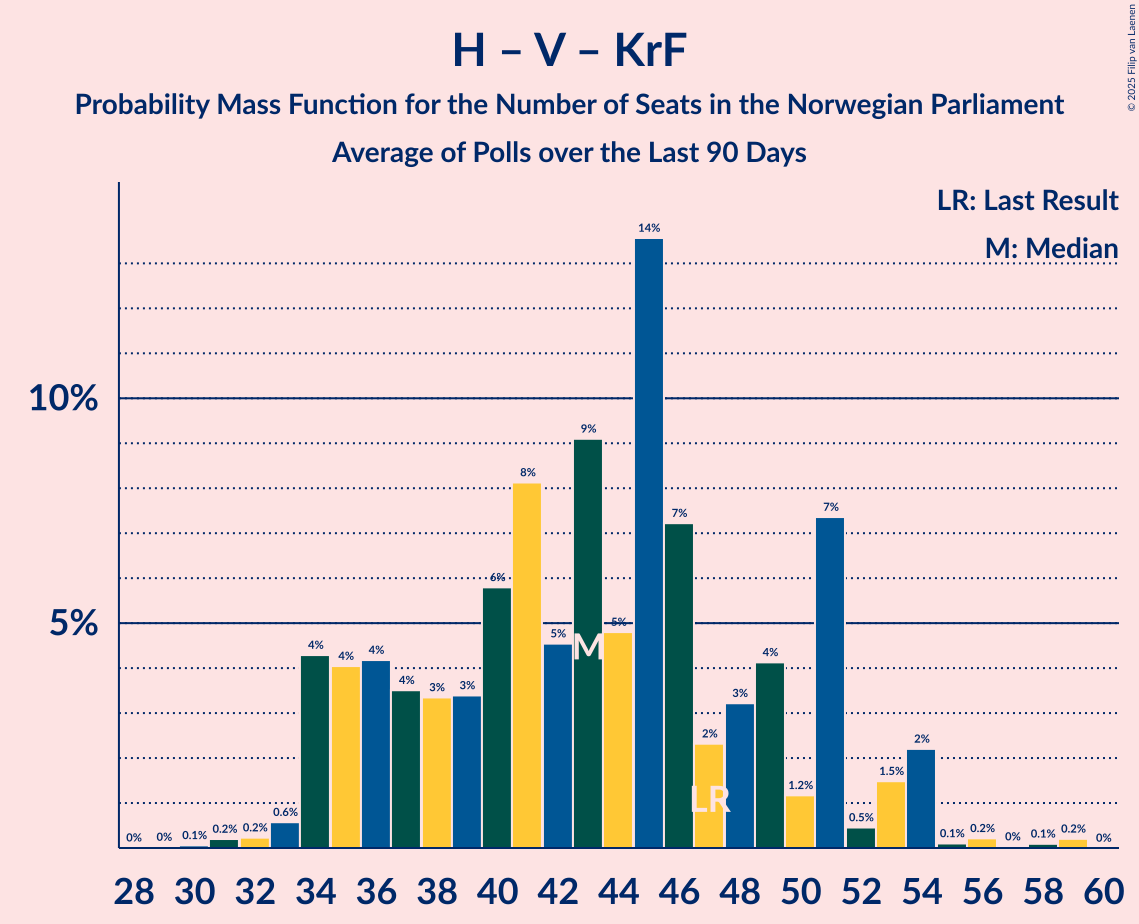 H – V – KrF
Probability Mass Function for the Number of Seats in the Norwegian Parliament
Average of Polls over the Last 90 Days
© 2025 Filip van Laenen
LR: Last Result
M: Median
10%
5%
0% 0% 0.1% 0.2% 0.2% 0.6% 4% 4% 4% 4% 3% 3% 6% 8% 5% 9% 5% 14% 7% 2% 3% 4% 1.2% 7% 0.5% 1.5% 2% 0.1% 0.2% 0% 0.1% 0.2% 0%
M
LR
28 30 32 34 36 38 40 42 44 46 48 50 52 54 56 58 60